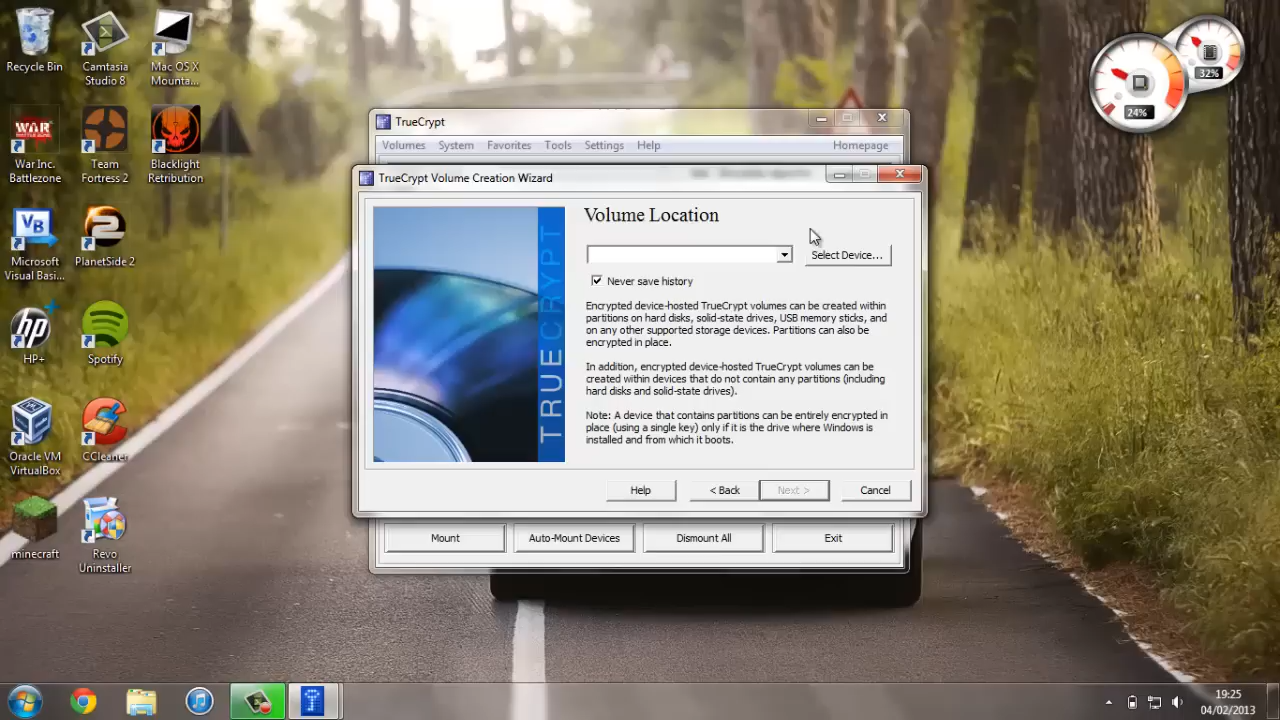 Recycle Bin
Camtasia
Studio 8
Mac OS X
Mounta...
WAR
War Inc.
Battlezone
Team
Fortress 2
Blacklight
Retribution
VB
Microsoft
Visual Basi...
PlanetSide 2
hp
HP+
Spotify
Oracle VM
VirtualBox
CCleaner
minecraft
Revo
Uninstaller
32%
24%
TrueCrypt
Volumes
System
Favorites
Tools
Settings
Help
Homepage
TrueCrypt Volume Creation Wizard
TRUECRYPT
Volume Location
Select Device...
Never save history
Encrypted device-hosted TrueCrypt volumes can be created within
partitions on hard disks, solid-state drives, USB memory sticks, and
on any other supported storage devices. Partitions can also be
encrypted in place.
In addition, encrypted device-hosted TrueCrypt volumes can be
created within devices that do not contain any partitions (including
hard disks and solid-state drives).
Note: A device that contains partitions can be entirely encrypted in
place (using a single key) only if it is the drive where Windows is
installed and from which it boots.
Help
< Back
Next >
Cancel
Mount
Auto-Mount Devices
Dismount All
Exit
19:25
04/02/2013